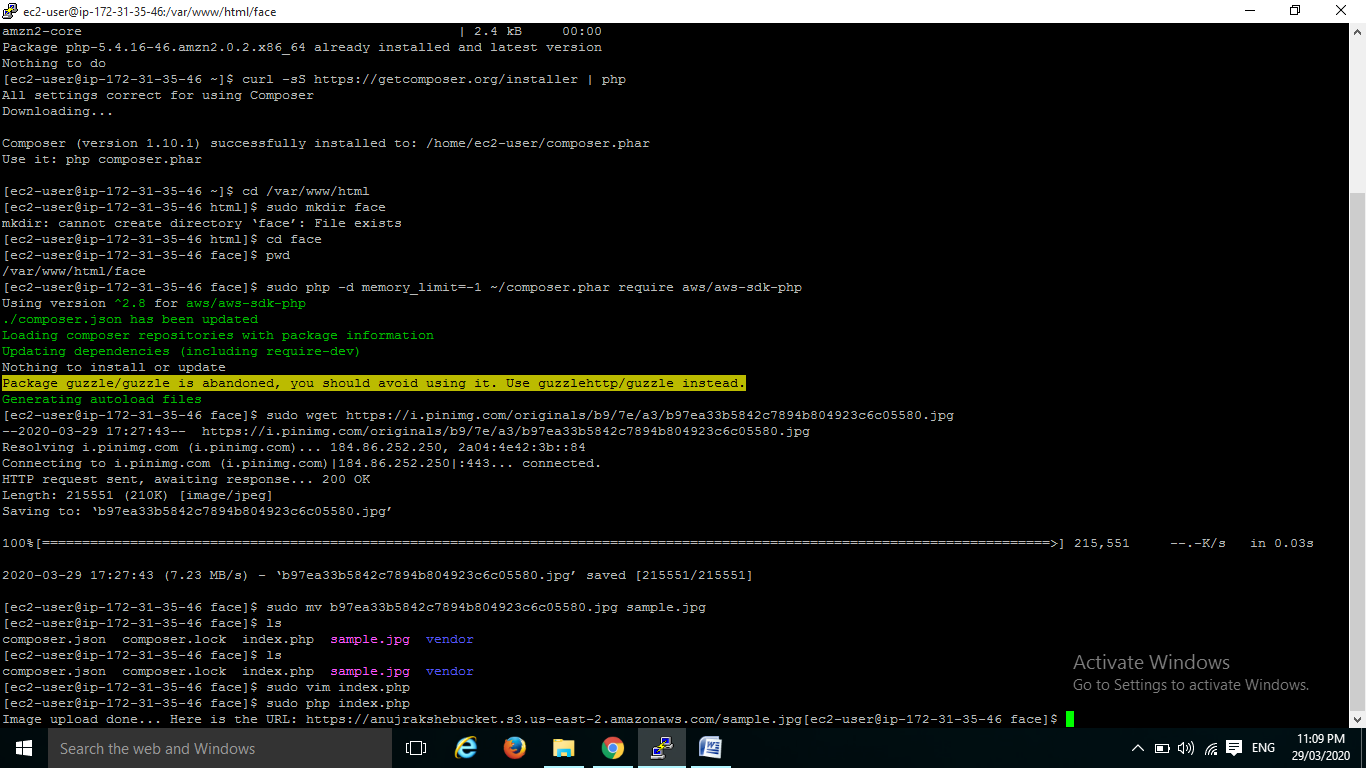 ec2-user@ip-172-31-35-46:/var/www/html/face
amzn2-core | 2.4 kB 00:00
Package php-5.4.16-46.amzn2.0.2.x86_64 already installed and latest version
Nothing to do
[ec2-user@ip-172-31-35-46 ~]$ curl -sS https://getcomposer.org/installer | php
All settings correct for using Composer
Downloading...
Composer (version 1.10.1) successfully installed to: /home/ec2-user/composer.phar
Use it: php composer.phar
[ec2-user@ip-172-31-35-46 ~]$ cd /var/www/html
[ec2-user@ip-172-31-35-46 html]$ sudo mkdir face
mkdir: cannot create directory ‘face’: File exists
[ec2-user@ip-172-31-35-46 html]$ cd face
[ec2-user@ip-172-31-35-46 face]$ pwd
/var/www/html/face
[ec2-user@ip-172-31-35-46 face]$ sudo php -d memory_limit=-1 ~/composer.phar require aws/aws-sdk-php
Using version ^2.8 for aws/aws-sdk-php
./composer.json has been updated
Loading composer repositories with package information
Updating dependencies (including require-dev)
Nothing to install or update
Package guzzle/guzzle is abandoned, you should avoid using it. Use guzzlehttp/guzzle instead.
Generating autoload files
[ec2-user@ip-172-31-35-46 face]$ sudo wget https://i.pinimg.com/originals/b9/7e/a3/b97ea33b5842c7894b804923c6c05580.jpg
--2020-03-29 17:27:43-- https://i.pinimg.com/originals/b9/7e/a3/b97ea33b5842c7894b804923c6c05580.jpg
Resolving i.pinimg.com (i.pinimg.com)... 184.86.252.250, 2a04:4e42:3b::84
Connecting to i.pinimg.com (i.pinimg.com)|184.86.252.250|:443... connected.
HTTP request sent, awaiting response... 200 OK
Length: 215551 (210K) [image/jpeg]
Saving to: ‘b97ea33b5842c7894b804923c6c05580.jpg’
100%[==============================================================================================================================>] 215,551 --.-K/s in 0.03s
2020-03-29 17:27:43 (7.23 MB/s) - ‘b97ea33b5842c7894b804923c6c05580.jpg’ saved [215551/215551]
[ec2-user@ip-172-31-35-46 face]$ sudo mv b97ea33b5842c7894b804923c6c05580.jpg sample.jpg
[ec2-user@ip-172-31-35-46 face]$ ls
composer.json composer.lock index.php sample.jpg vendor
[ec2-user@ip-172-31-35-46 face]$ ls
composer.json composer.lock index.php sample.jpg vendor
[ec2-user@ip-172-31-35-46 face]$ sudo vim index.php
[ec2-user@ip-172-31-35-46 face]$ sudo php index.php
Image upload done... Here is the URL: https://anujrakshebucket.s3.us-east-2.amazonaws.com/sample.jpg[ec2-user@ip-172-31-35-46 face]$
Activate Windows
Go to Settings to activate Windows.
Search the web and Windows
ENG
11:09 PM
29/03/2020